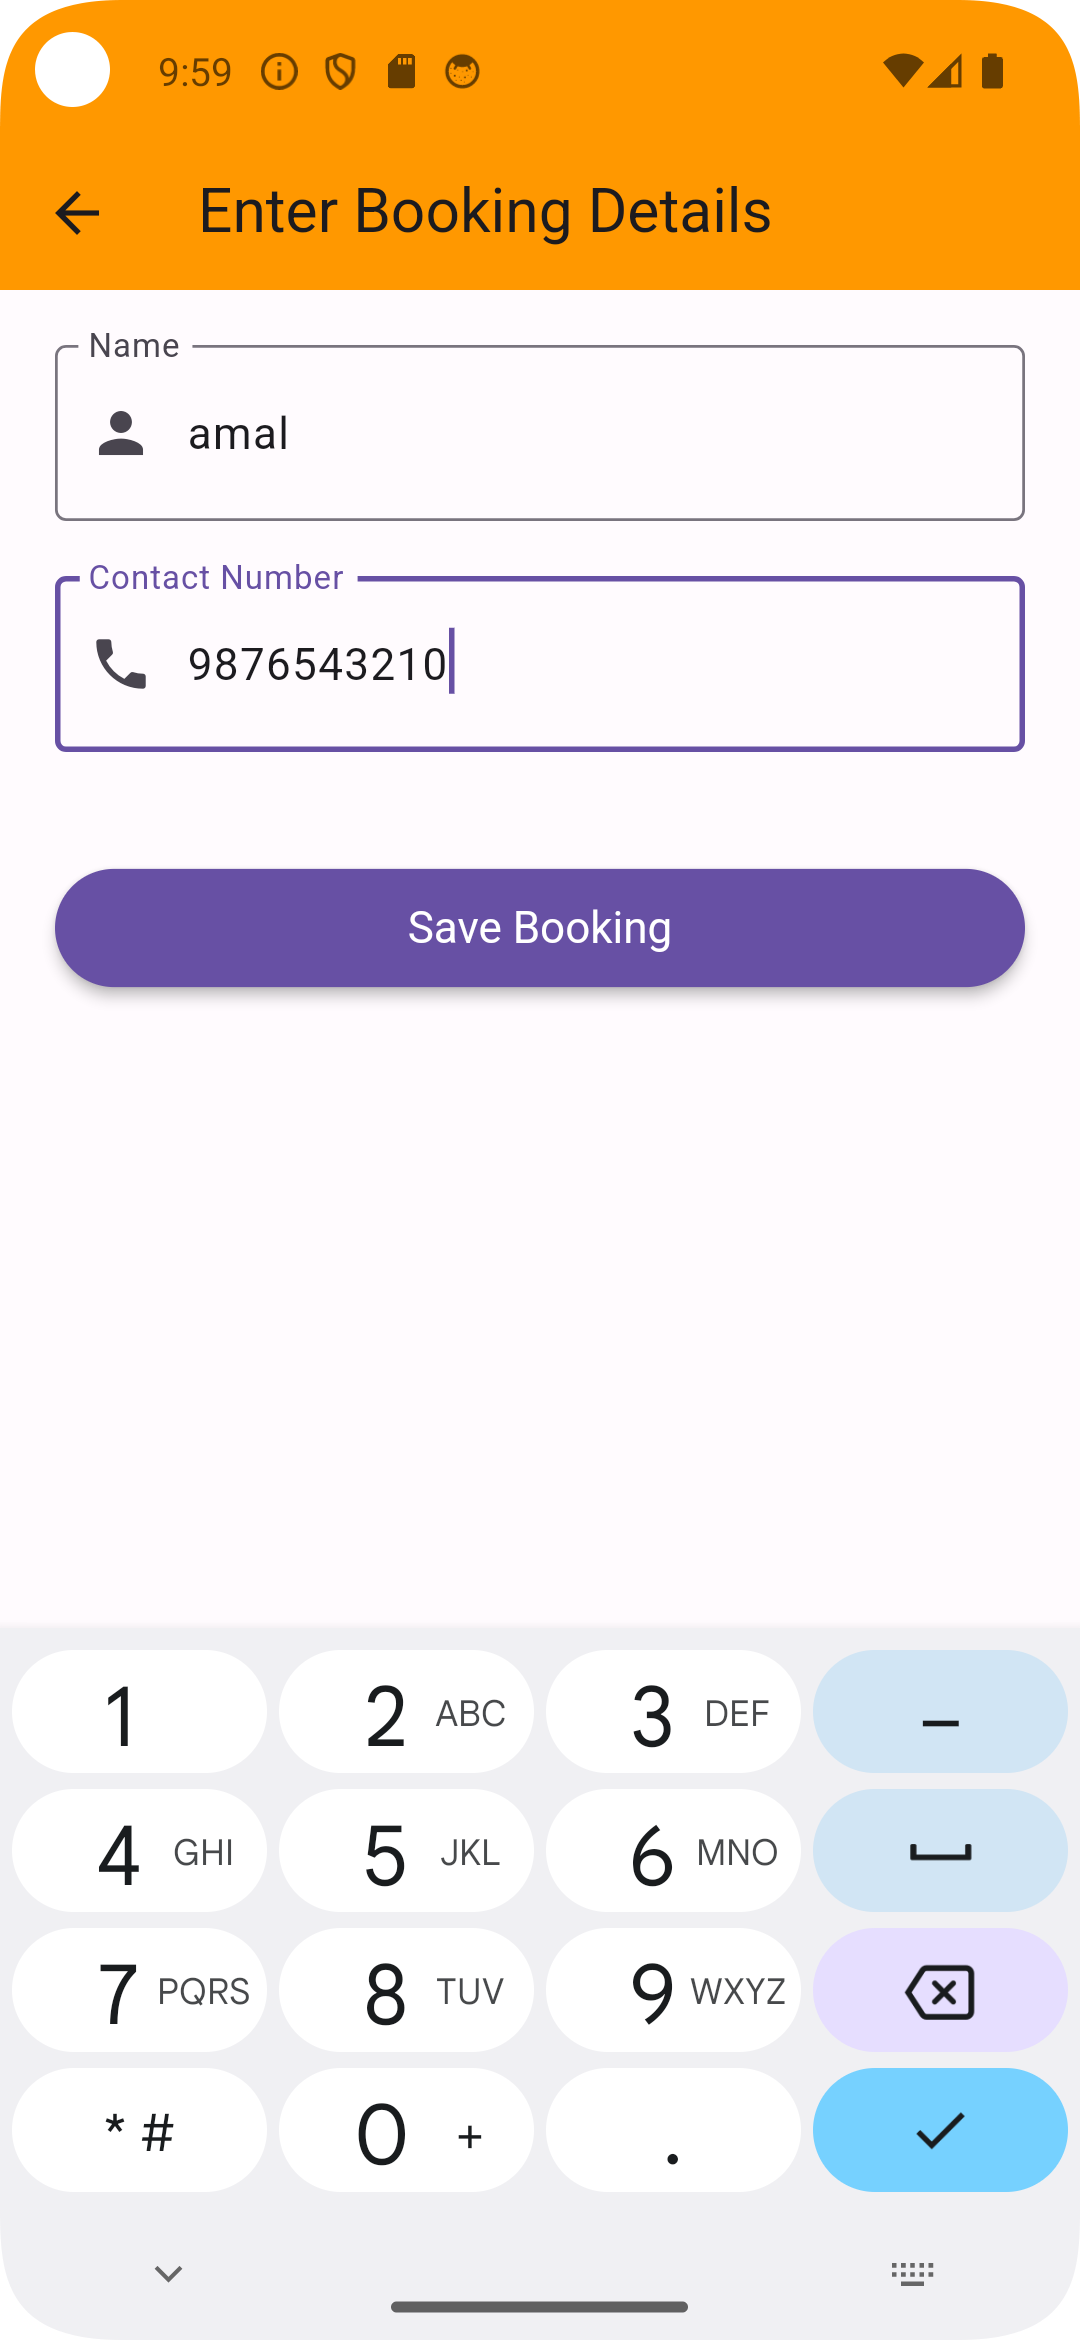 9:59
Enter Booking Details
Name
amal
Contact Number
9876543210
Save Booking
1
2 ABC
3 DEF
–
4 GHI
5 JKL
6 MNO
7 PQRS
8 TUV
9 WXYZ
* #
0 +
.